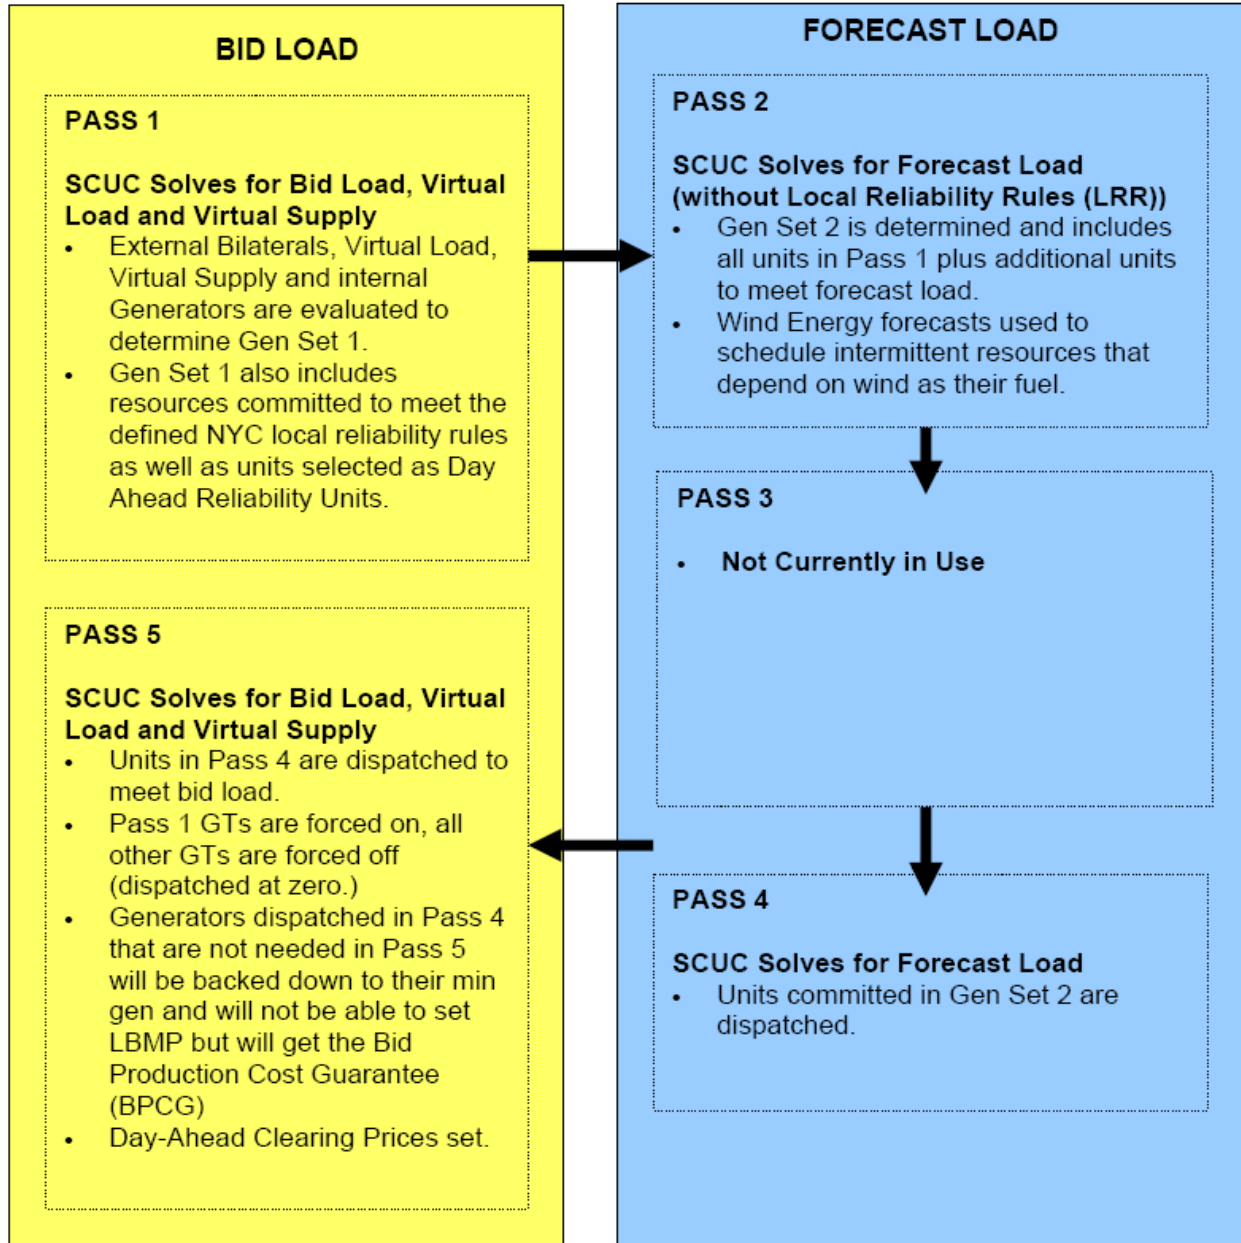 BID LOAD
PASS 1
SCUC Solves for Bid Load, Virtual
Load and Virtual Supply
• External Bilaterals, Virtual Load,
Virtual Supply and internal
Generators are evaluated to
determine Gen Set 1.
• Gen Set 1 also includes
resources committed to meet the
defined NYC local reliability rules
as well as units selected as Day
Ahead Reliability Units.
FORECAST LOAD
PASS 2
SCUC Solves for Forecast Load
(without Local Reliability Rules (LRR))
• Gen Set 2 is determined and includes
all units in Pass 1 plus additional units
to meet forecast load.
• Wind Energy forecasts used to
schedule intermittent resources that
depend on wind as their fuel.
PASS 3
• Not Currently in Use
PASS 4
SCUC Solves for Forecast Load
• Units committed in Gen Set 2 are
dispatched.
PASS 5
SCUC Solves for Bid Load, Virtual
Load and Virtual Supply
• Units in Pass 4 are dispatched to
meet bid load.
• Pass 1 GTs are forced on, all
other GTs are forced off
(dispatched at zero.)
• Generators dispatched in Pass 4
that are not needed in Pass 5
will be backed down to their min
gen and will not be able to set
LBMP but will get the Bid
Production Cost Guarantee
(BPCG)
• Day-Ahead Clearing Prices set.